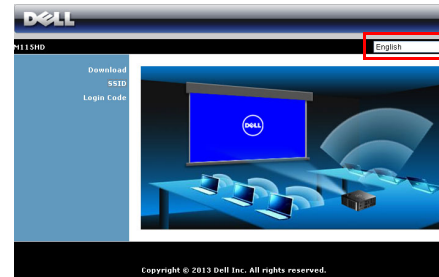 DELL
M115HD
English
Download
SSID
Login Code
DELL
Copyright © 2013 Dell Inc. All rights reserved.